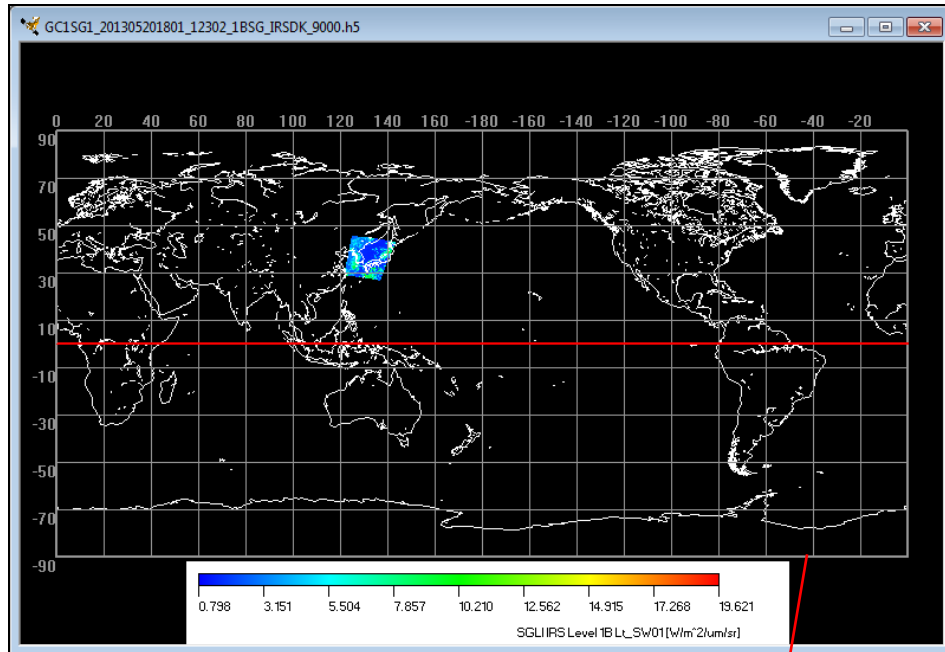 GC1SG1_201305201801_12302_1BSG_IRSDK_9000.h5
0 20 40 60 80 100 120 140 160 -180 -160 -140 -120 -100 -80 -60 -40 -20
90
70
50
30
10
-10
-30
-50
-70
-90
0.798 3.151 5.504 7.857 10.210 12.562 14.915 17.268 19.621
SGLI IRS Level 1B Lt_SW01 [W/m^2/um/sr]